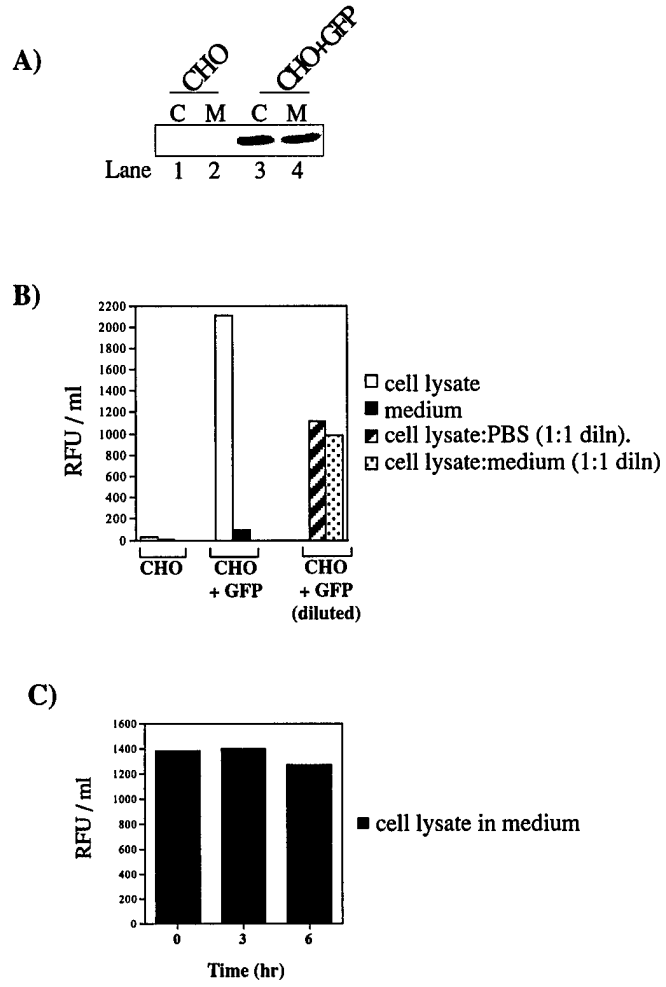 A)
CHO
CHO+GFP
C M C M
Lane 1 2 3 4
B)
2200
2000
1800
1600
1400
1200
1000
800
600
400
200
0
RFU / ml
cell lysate
medium
cell lysate:PBS (1:1 diln).
cell lysate:medium (1:1 diln)
CHO CHO CHO
+ GFP + GFP
(diluted)
C)
1600
1400
1200
1000
800
600
400
200
0
RFU / ml
cell lysate in medium
0 3 6
Time (hr)